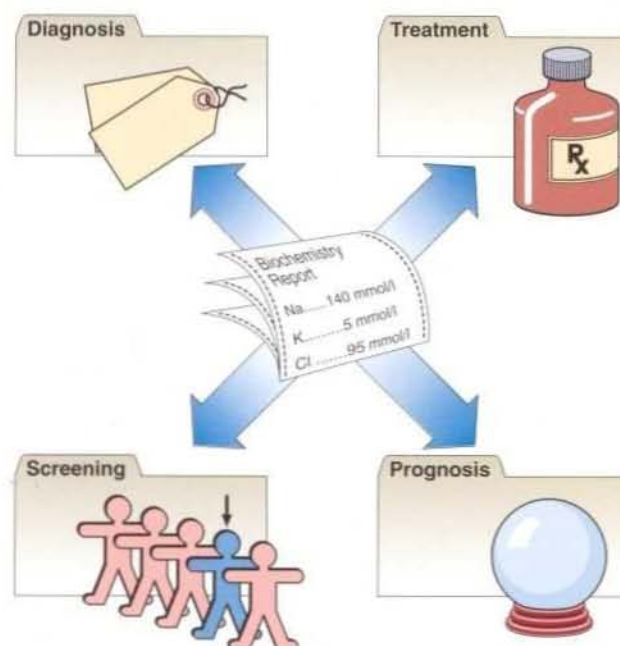 Diagnosis
Treatment
Rx
Biochemistry
Report
Na......140 mmol/l
K..........5 mmol/l
Cl ........95 mmol/l
Screening
Prognosis